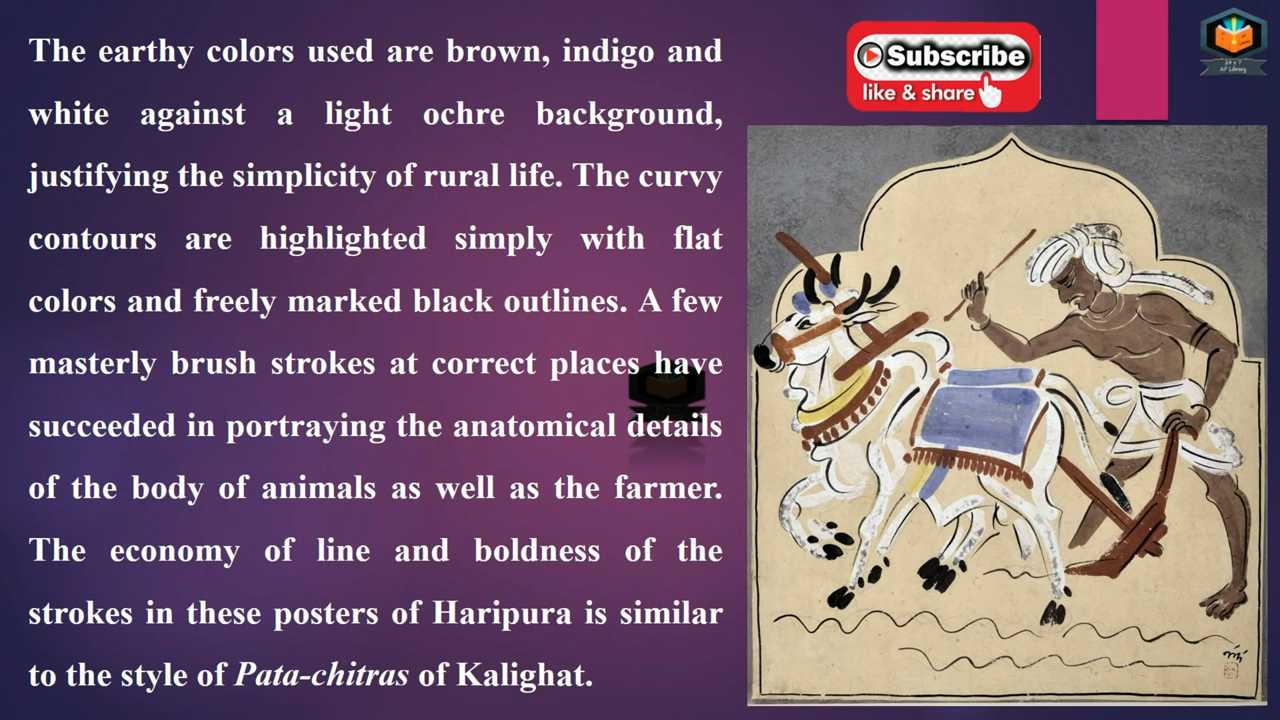 The earthy colors used are brown, indigo and
white against a light ochre background,
justifying the simplicity of rural life. The curvy
contours are highlighted simply with flat
colors and freely marked black outlines. A few
masterly brush strokes at correct places have
succeeded in portraying the anatomical details
of the body of animals as well as the farmer.
The economy of line and boldness of the
strokes in these posters of Haripura is similar
to the style of Pata-chitras of Kalighat.
Subscribe
like & share
24 x 7
AP Library